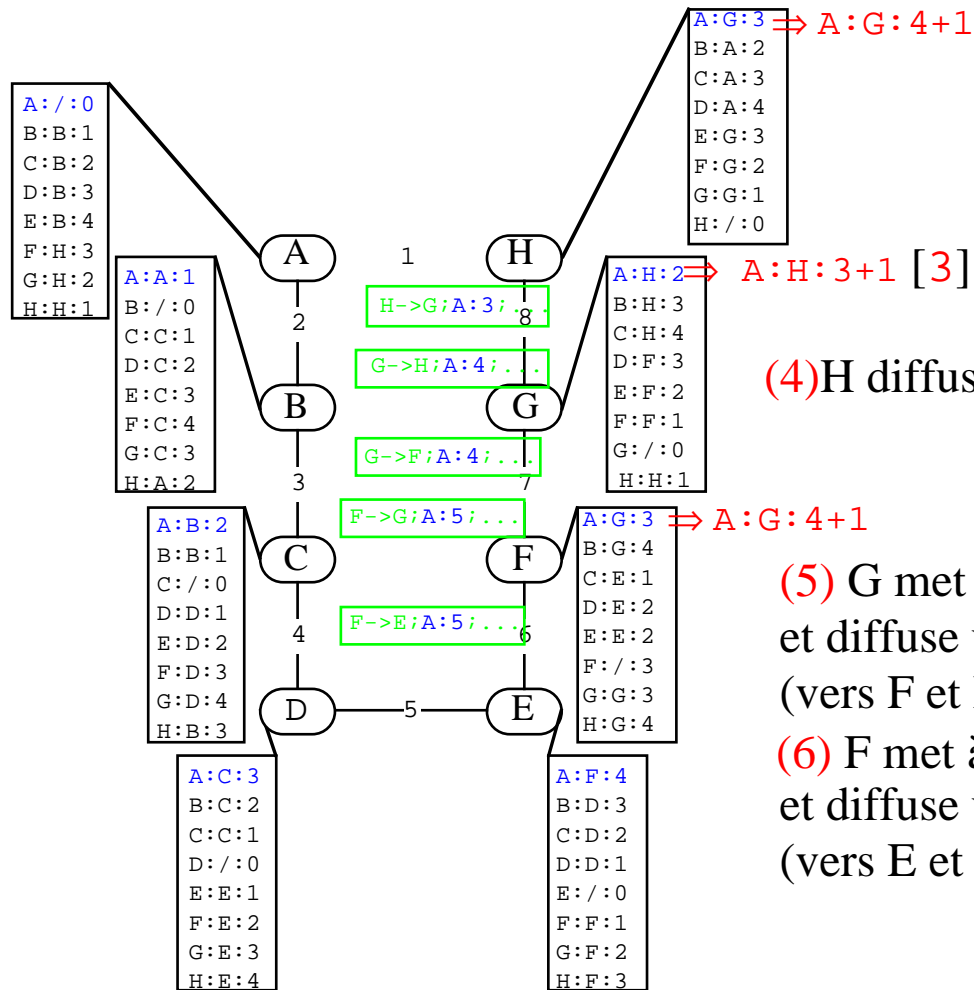 A:G:3 ⇒ A:G:4+1
B:A:2
C:A:3
D:A:4
E:G:3
F:G:2
G:G:1
H:/:0
A:/:0
B:B:1
C:B:2
D:B:3
E:B:4
F:H:3
G:H:2
H:H:1
A
1
H
A:A:1
B:/:0
C:C:1
D:C:2
E:C:3
F:C:4
G:C:3
H:A:2
2
H->G;A:3;...
8
G->H;A:4;...
A:H:2 ⇒ A:H:3+1 [3]
B:H:3
C:H:4
D:F:3
E:F:2
F:F:1
G:/:0
H:H:1
(4)H diffus
B
G
3
G->F;A:4;...
7
F->G;A:5;...
A:B:2
B:B:1
C:/:0
D:D:1
E:D:2
F:D:3
G:D:4
H:B:3
C
F
A:G:3 ⇒ A:G:4+1
B:G:4
C:E:1
D:E:2
E:E:2
F:/:3
G:G:3
H:G:4
4
F->E;A:5;...
6
(5) G met
et diffuse
(vers F et
(6) F met à
et diffuse
(vers E et
D
5
E
A:C:3
B:C:2
C:C:1
D:/:0
E:E:1
F:E:2
G:E:3
H:E:4
A:F:4
B:D:3
C:D:2
D:D:1
E:/:0
F:F:1
G:F:2
H:F:3